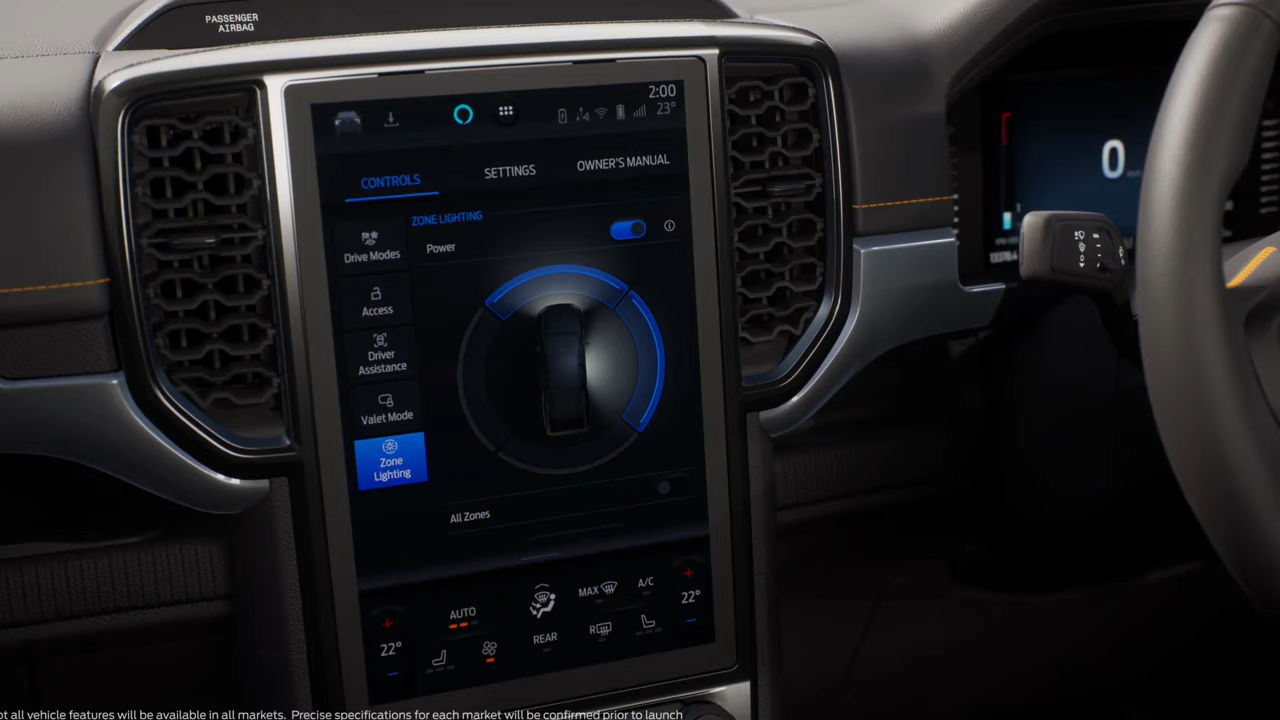 PASSENGER
AIRBAG
2:00
23°
CONTROLS
SETTINGS
OWNER'S MANUAL
ZONE LIGHTING
Power
Drive Modes
Access
Driver
Assistance
Valet Mode
Zone
Lighting
All Zones
AUTO
MAX
A/C
22°
REAR
R
22°
0
ot all vehicle features will be available in all markets. Precise specifications for each market will be confirmed prior to launch